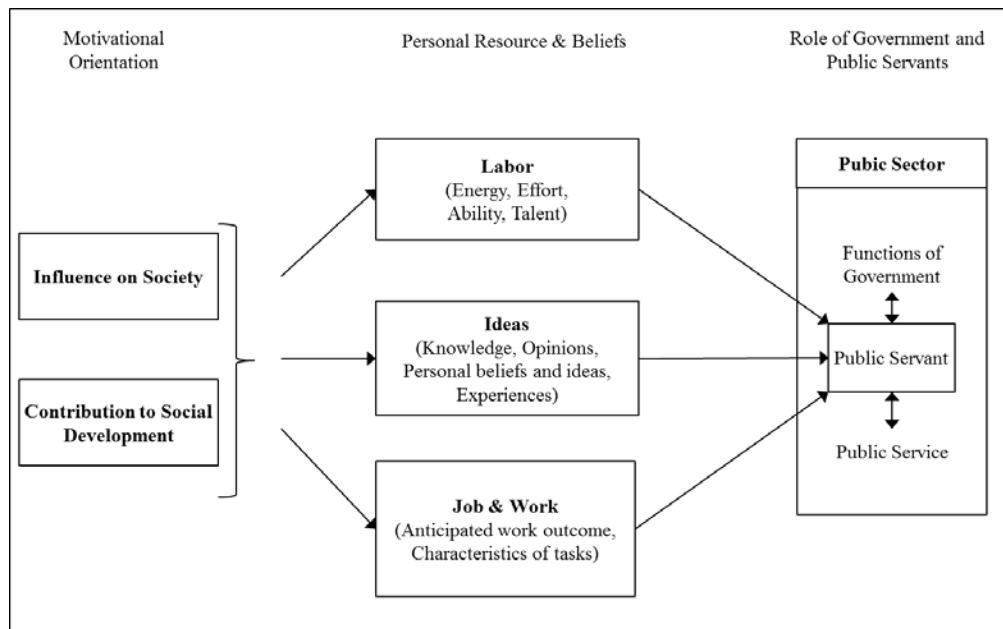 Motivational
Orientation
Personal Resource & Beliefs
Role of Government and
Public Servants
Influence on Society
Contribution to Social
Development
Labor
(Energy, Effort,
Ability, Talent)
Ideas
(Knowledge, Opinions,
Personal beliefs and ideas,
Experiences)
Job & Work
(Anticipated work outcome,
Characteristics of tasks)
Pubic Sector
Functions of
Government
Public Servant
Public Service